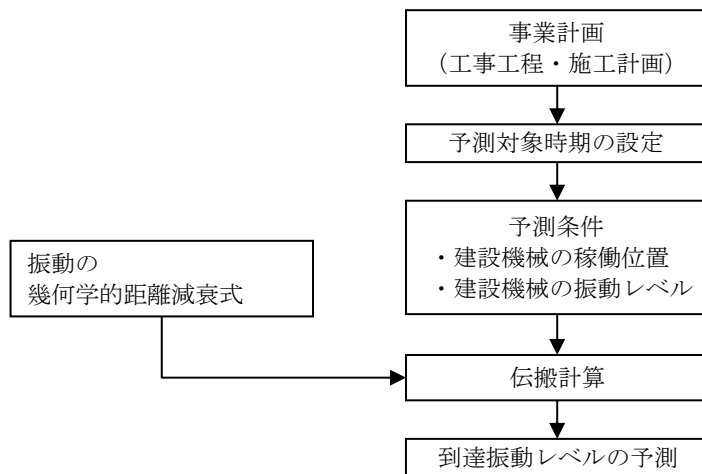 事業計画
（工事工程・施工計画）
予測対象時期の設定
予測条件
・建設機械の稼働位置
・建設機械の振動レベル
振動の
幾何学的距離減衰式
伝搬計算
到達振動レベルの予測